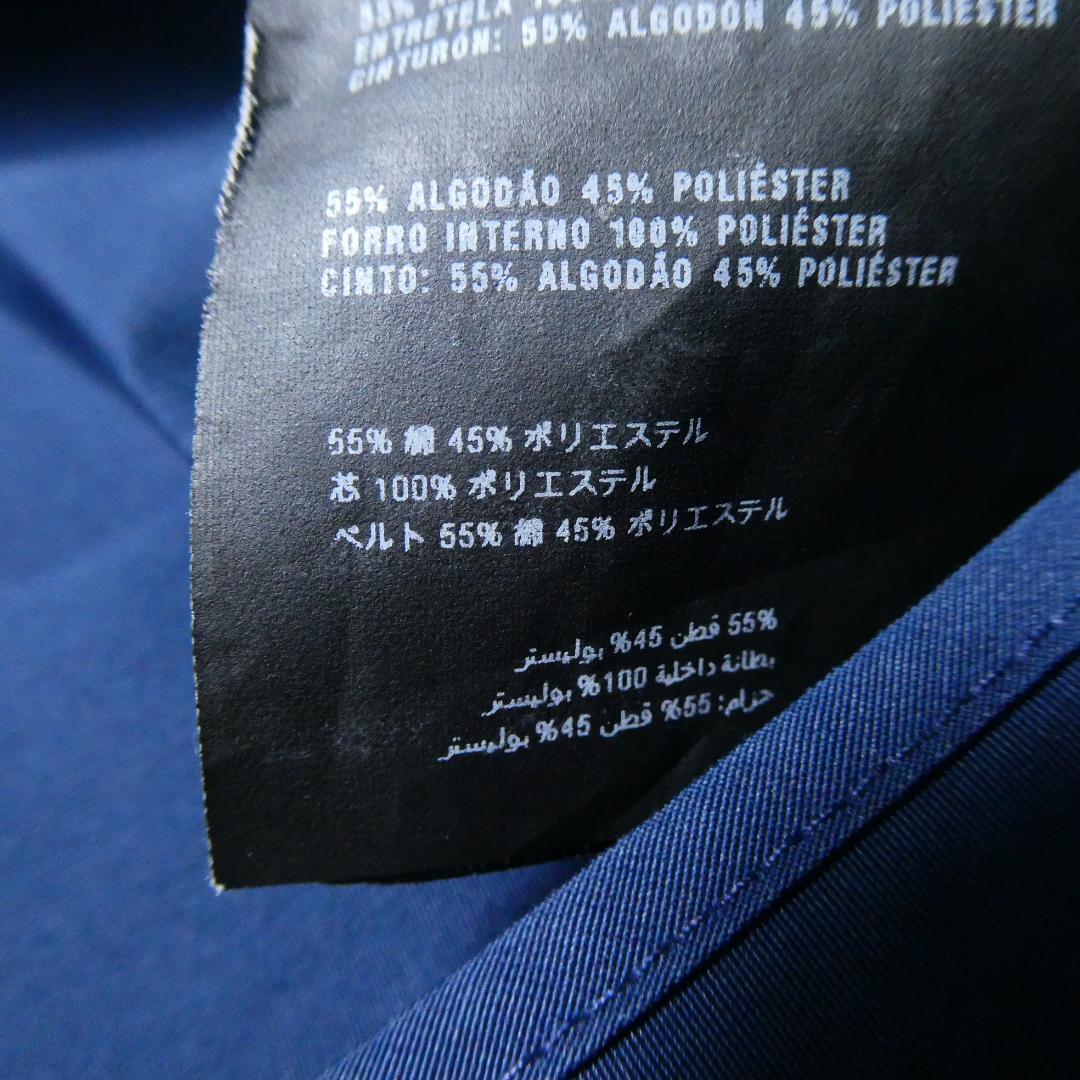 55%
ENTRETELA 100
CINTURÓN: 55% ALGODÓN 45% POLIÉSTER
55% ALGODÃO 45% POLIÉSTER
FORRO INTERNO 100% POLIÉSTER
CINTO: 55% ALGODÃO 45% POLIÉSTER
55% 綿 45% ポリエステル
芯 100% ポリエステル
ベルト 55% 綿 45% ポリエステル
55% قطن 45% بوليستر
بطانة داخلية 100% بوليستر
حزام: 55% قطن 45% بوليستر